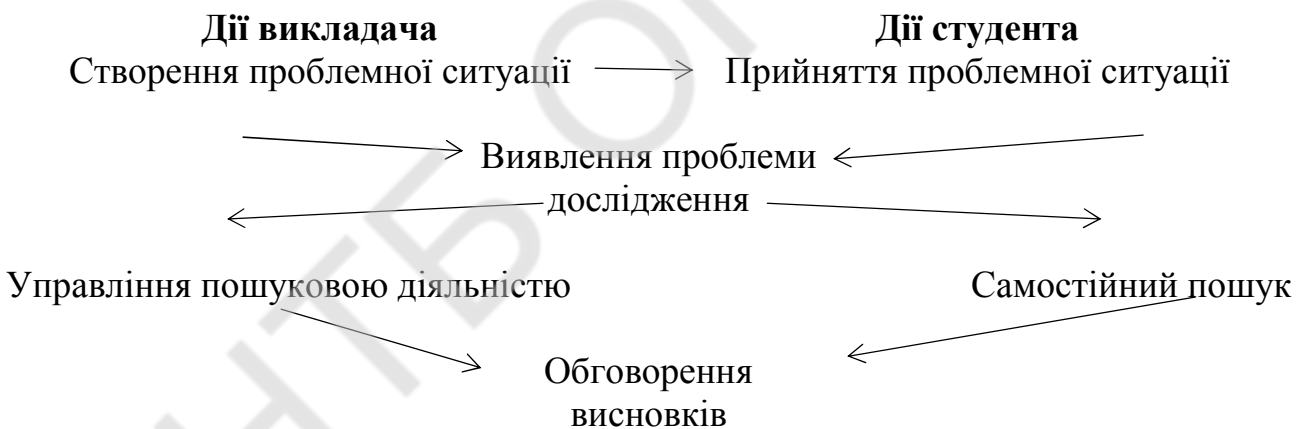 Дії викладача Дії студента
Створення проблемної ситуації Прийняття проблемної ситуації
Виявлення проблеми
дослідження
Управління пошуковою діяльністю Самостійний пошук
Обговорення
висновків